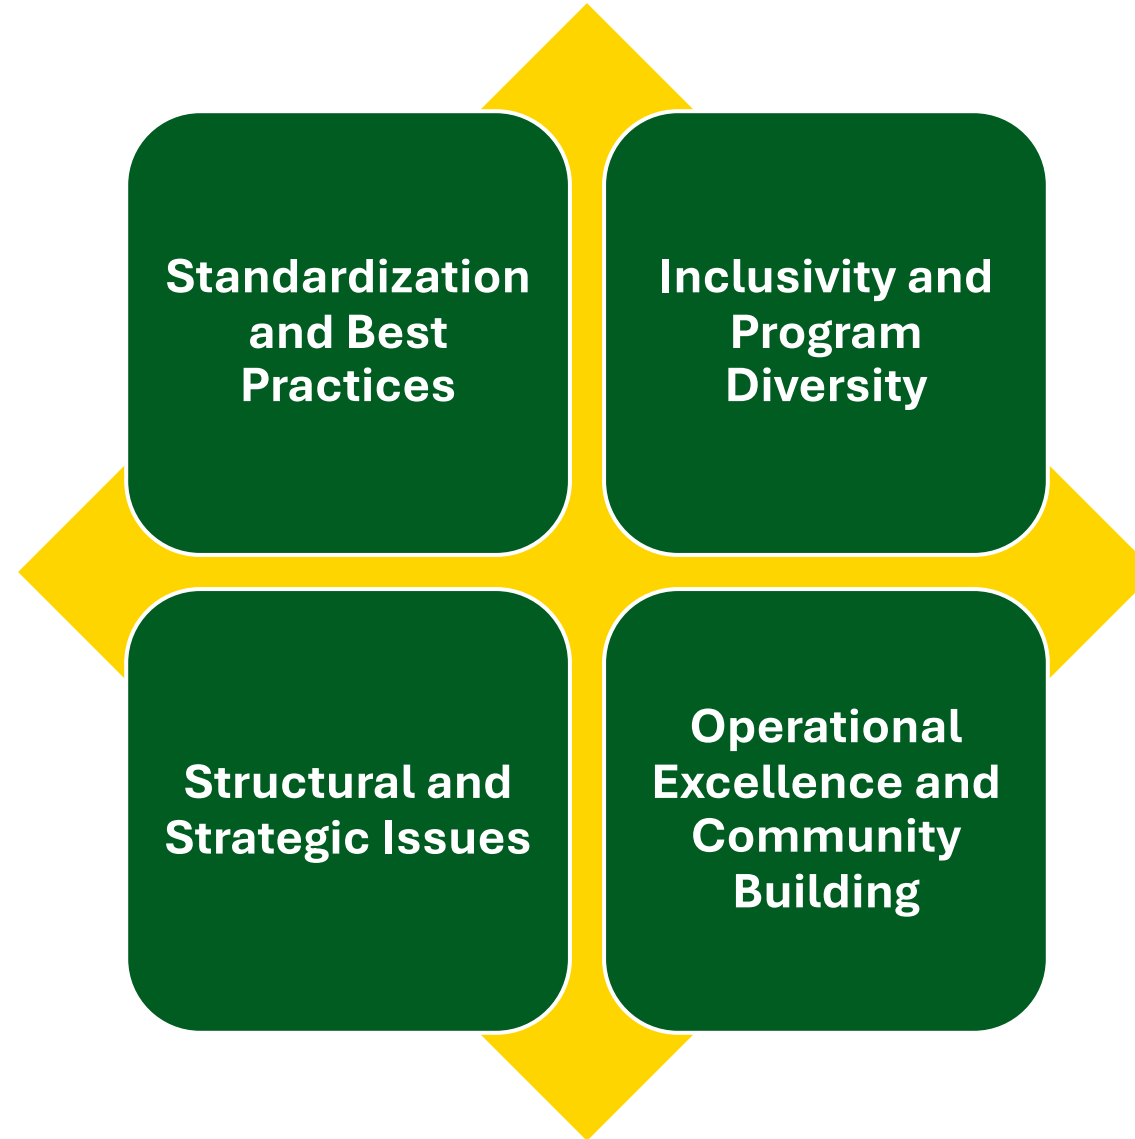 Standardization
and Best
Practices
Inclusivity and
Program
Diversity
Structural and
Strategic Issues
Operational
Excellence and
Community
Building